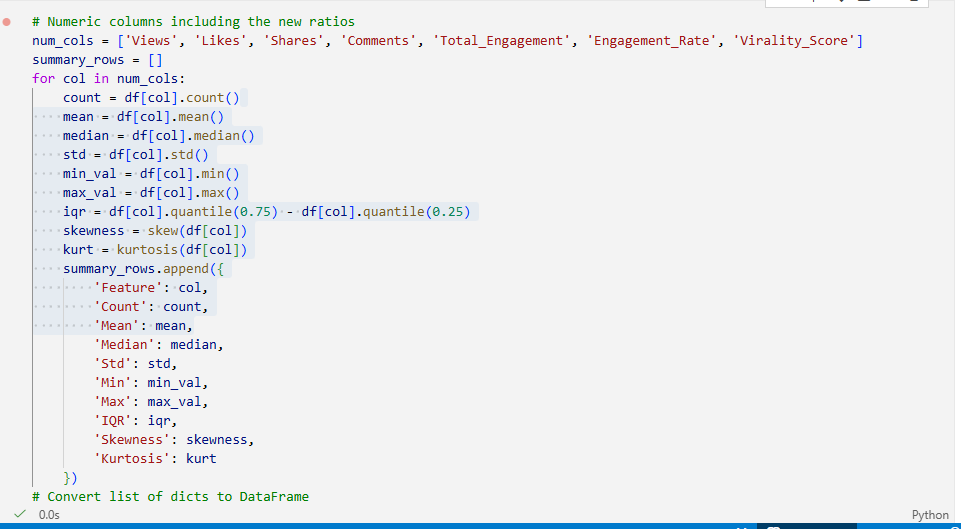 # Numeric columns including the new ratios
num_cols = ['Views', 'Likes', 'Shares', 'Comments', 'Total_Engagement', 'Engagement_Rate', 'Virality_Score']
summary_rows = []
for col in num_cols:
    count = df[col].count()
    mean = df[col].mean()
    median = df[col].median()
    std = df[col].std()
    min_val = df[col].min()
    max_val = df[col].max()
    iqr = df[col].quantile(0.75) - df[col].quantile(0.25)
    skewness = skew(df[col])
    kurt = kurtosis(df[col])
    summary_rows.append({
        'Feature': col,
        'Count': count,
        'Mean': mean,
        'Median': median,
        'Std': std,
        'Min': min_val,
        'Max': max_val,
        'IQR': iqr,
        'Skewness': skewness,
        'Kurtosis': kurt
    })
# Convert list of dicts to DataFrame
0.0s
Python